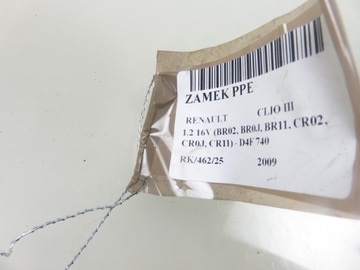 ZAMEK PPE
RENAULT CLIO III
1.2 16V (BR02, BR0J, BR11, CR02,
CR0J, CR11) - D4F 740
RK/462/25 2009